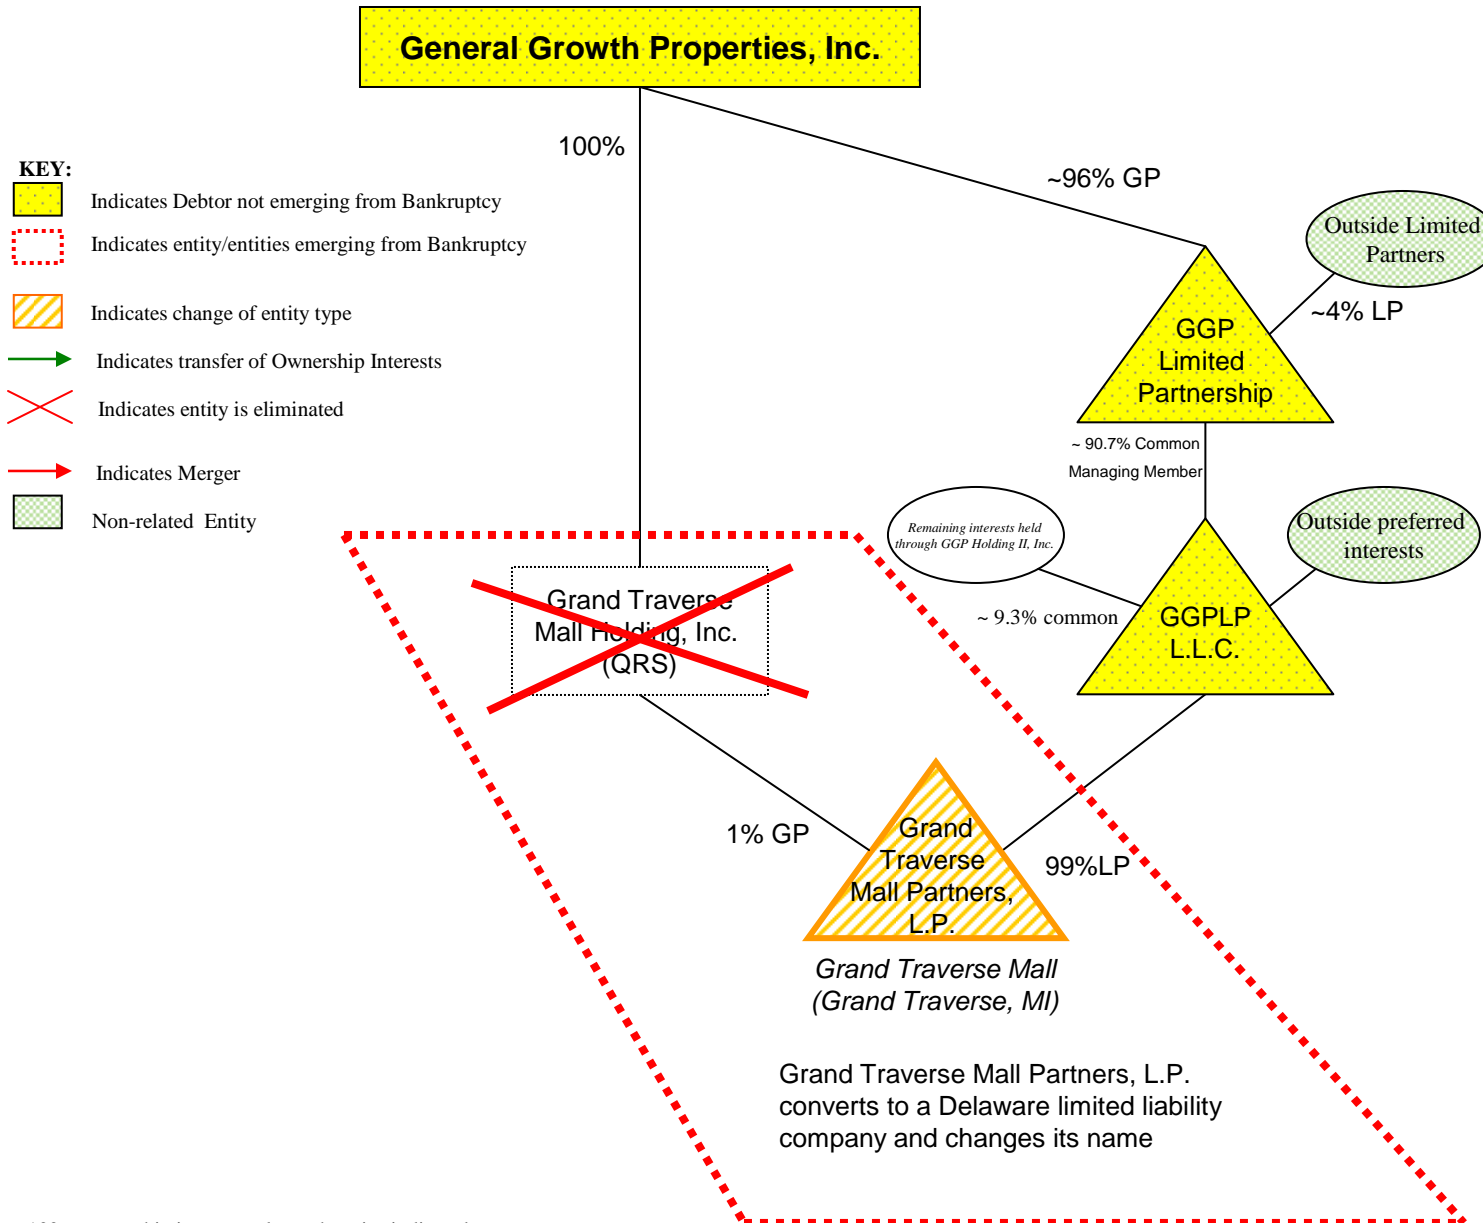 General Growth Properties, Inc.
100%
~96% GP
KEY:
Indicates Debtor not emerging from Bankruptcy
Indicates entity/entities emerging from Bankruptcy
Indicates change of entity type
Indicates transfer of Ownership Interests
Indicates entity is eliminated
Indicates Merger
Non-related Entity
Outside Limited
Partners
~4% LP
GGP
Limited
Partnership
~ 90.7% Common
Managing Member
Remaining interests held
through GGP Holding II, Inc.
Outside preferred
interests
~ 9.3% common
GGPLP
L.L.C.
Grand Traverse
Mall Holding, Inc.
(QRS)
1% GP
99%LP
Grand
Traverse
Mall Partners,
L.P.
Grand Traverse Mall
(Grand Traverse, MI)
Grand Traverse Mall Partners, L.P.
converts to a Delaware limited liability
company and changes its name